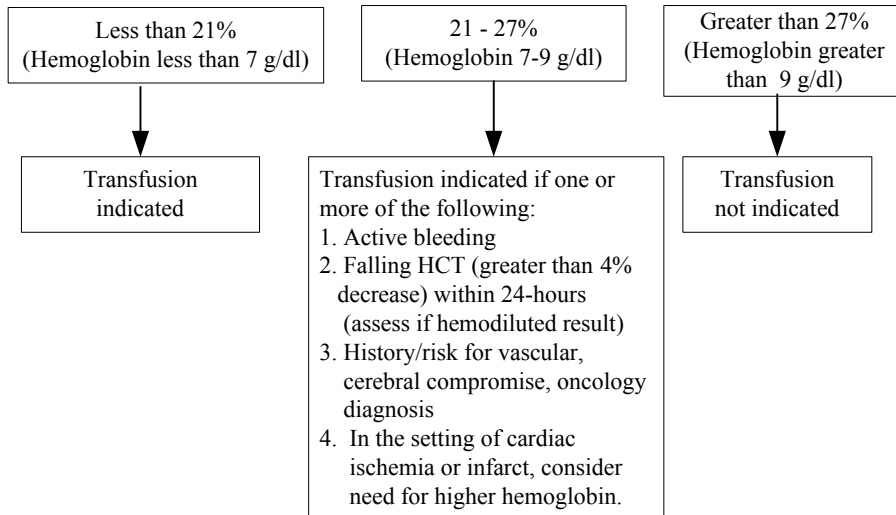 Less than 21%
(Hemoglobin less than 7 g/dl)
21 - 27%
(Hemoglobin 7-9 g/dl)
Greater than 27%
(Hemoglobin greater
than 9 g/dl)
Transfusion
indicated
Transfusion indicated if one or
more of the following:
1. Active bleeding
2. Falling HCT (greater than 4%
decrease) within 24-hours
(assess if hemodiluted result)
3. History/risk for vascular,
cerebral compromise, oncology
diagnosis
4. In the setting of cardiac
ischemia or infarct, consider
need for higher hemoglobin.
Transfusion
not indicated